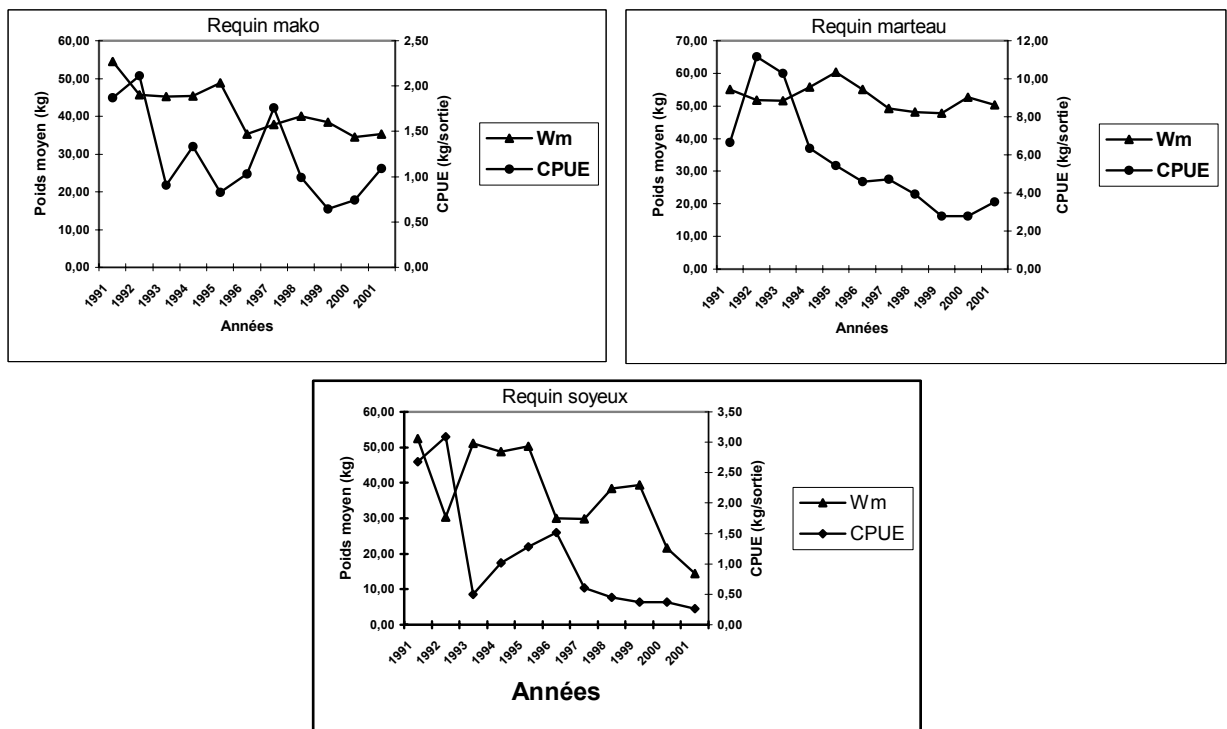 Requin mako
60,00
50,00
40,00
30,00
20,00
10,00
0,00
Poids moyen (kg)
2,50
2,00
1,50
1,00
0,50
0,00
CPUE (kg/sortie)
1991 1992 1993 1994 1995 1996 1997 1998 1999 2000 2001
Années
Wm
CPUE
Requin marteau
70,00
60,00
50,00
40,00
30,00
20,00
10,00
0,00
Poids moyen (kg)
12,00
10,00
8,00
6,00
4,00
2,00
0,00
CPUE (kg/sortie)
1991 1992 1993 1994 1995 1996 1997 1998 1999 2000 2001
Années
Wm
CPUE
Requin soyeux
60,00
50,00
40,00
30,00
20,00
10,00
0,00
Poids moyen (kg)
3,50
3,00
2,50
2,00
1,50
1,00
0,50
0,00
CPUE (kg/sortie)
1991 1992 1993 1994 1995 1996 1997 1998 1999 2000 2001
Années
Wm
CPUE